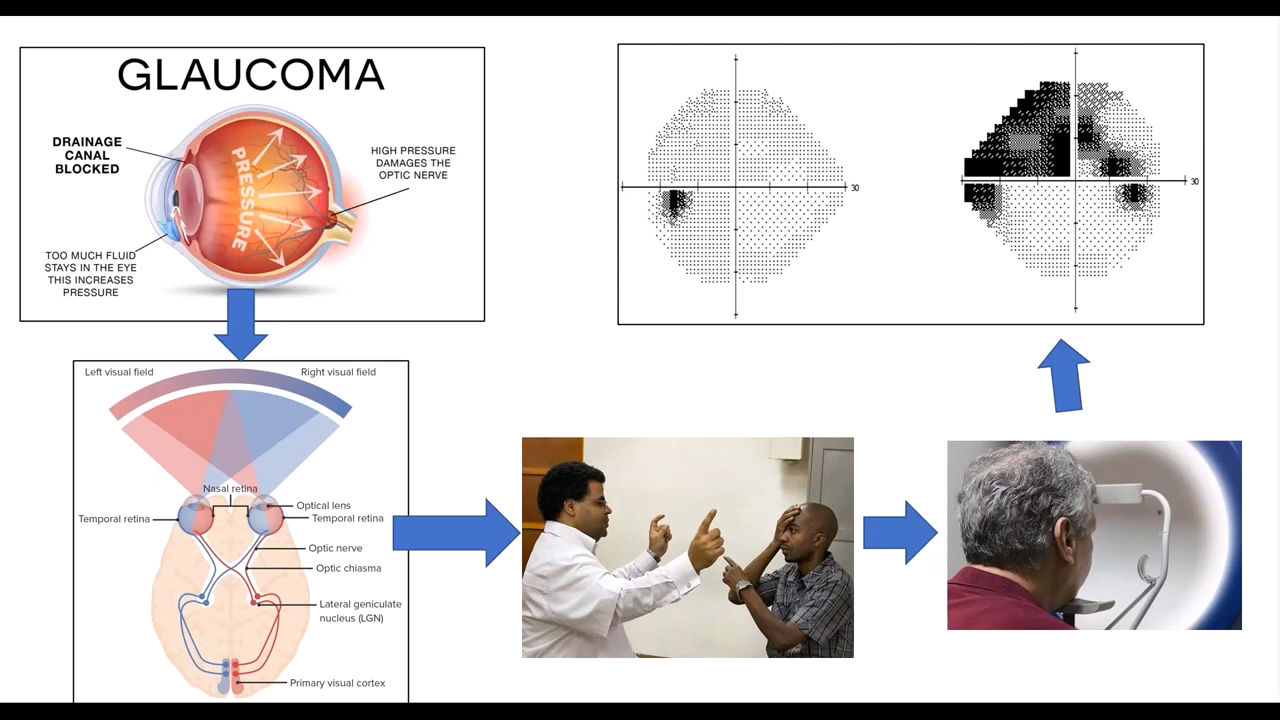 GLAUCOMA
DRAINAGE
CANAL
BLOCKED
PRESSURE
HIGH PRESSURE
DAMAGES THE
OPTIC NERVE
TOO MUCH FLUID
STAYS IN THE EYE
THIS INCREASES
PRESSURE
30
30
Left visual field
Right visual field
Nasal retina
Optical lens
Temporal retina
Temporal retina
Optic nerve
Optic chiasma
Lateral geniculate
nucleus (LGN)
Primary visual cortex